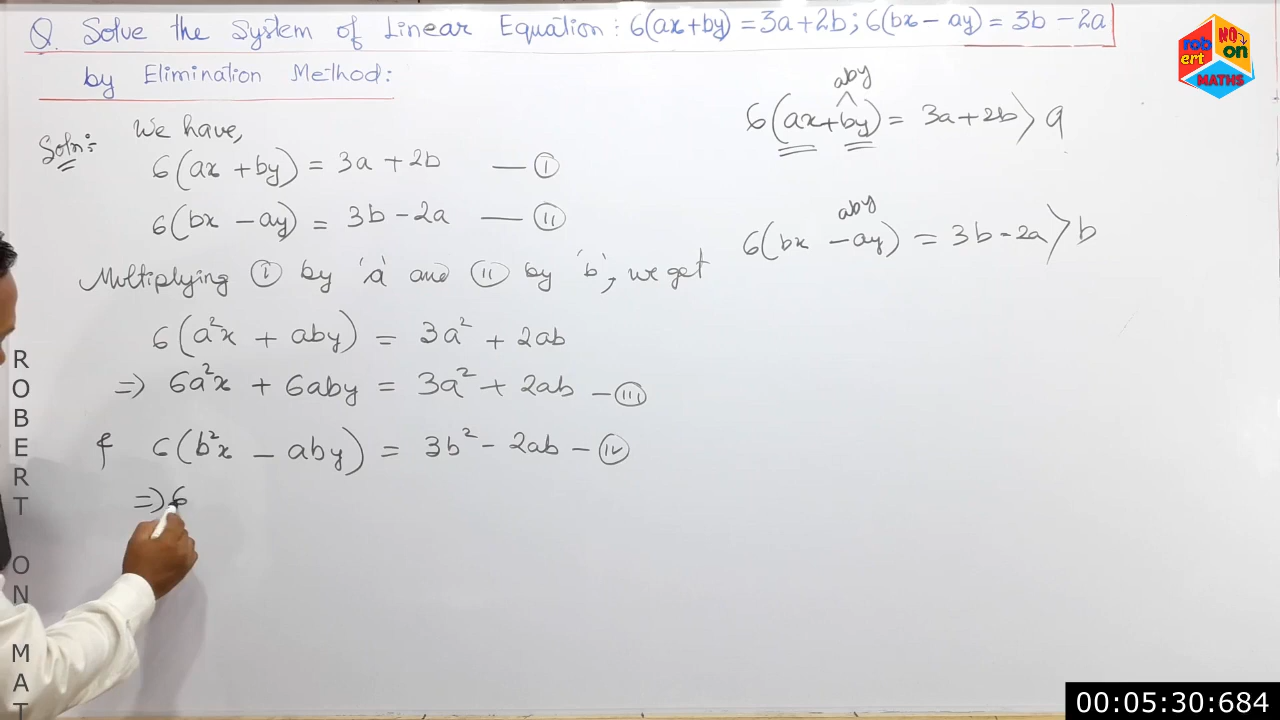 Q. Solve the System of Linear Equation: 6(ax+by) = 3a+2b; 6(bx-ay) = 3b-2a
by Elimination Method:
Soln:
We have,
6(ax+by) = 3a+2b — (i)
6(bx-ay) = 3b-2a — (ii)
Multiplying (i) by 'a' and (ii) by 'b', we get
6(a²x + aby) = 3a² + 2ab
=> 6a²x + 6aby = 3a² + 2ab — (iii)
& 6(b²x - aby) = 3b² - 2ab — (iv)
=> 6
aby
6(ax+by) = 3a+2b > a
aby
6(bx-ay) = 3b-2a > b
robert
NO
on
MATHS
ROBERT ON MAT
00:05:30:684